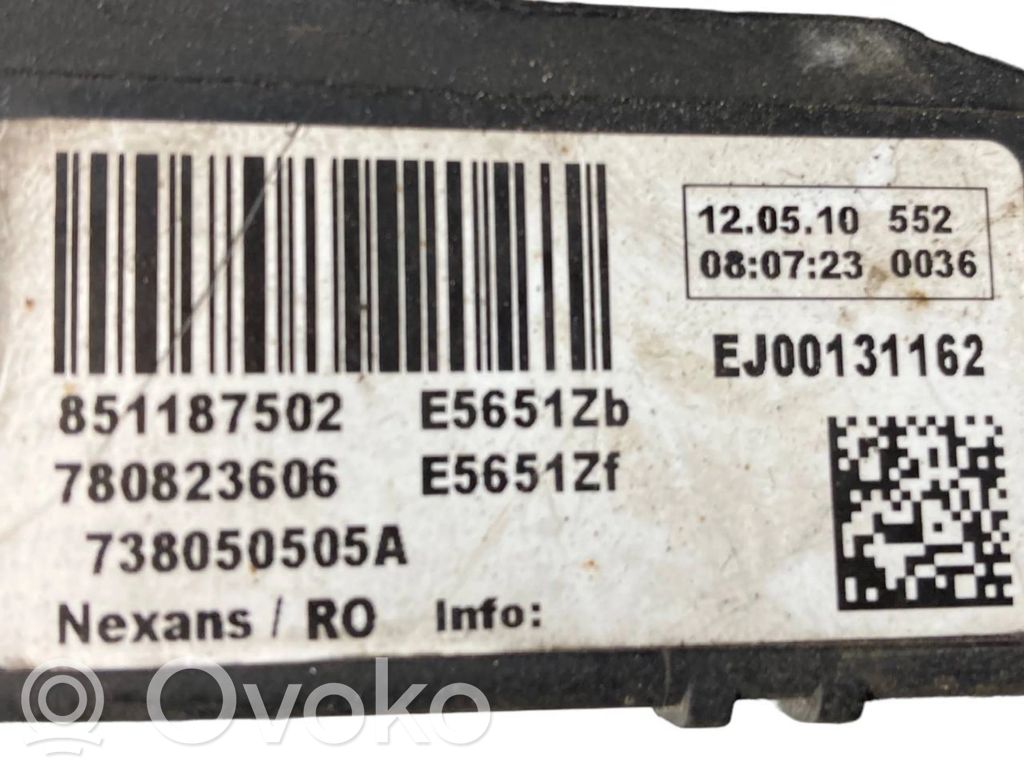 12.05.10 552
08:07:23 0036
EJ00131162
851187502 E5651Zb
780823606 E5651Zf
738050505A
Nexans / RO Info:
Ovoko